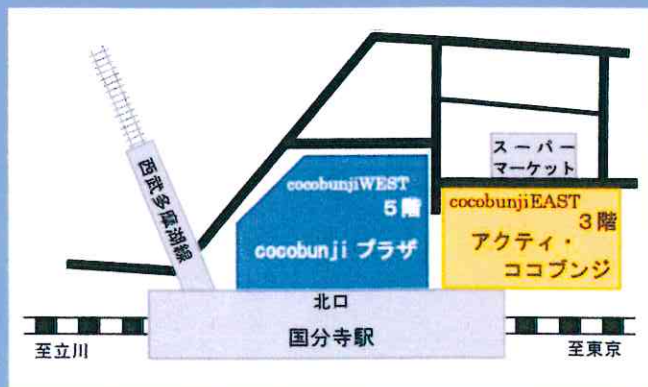 スーパー
マーケット
西武多摩湖線
cocobunjiWEST
5階
cocobunji プラザ
cocobunjiEAST
3階
アクティ・
ココブンジ
北口
国分寺駅
至立川
至東京